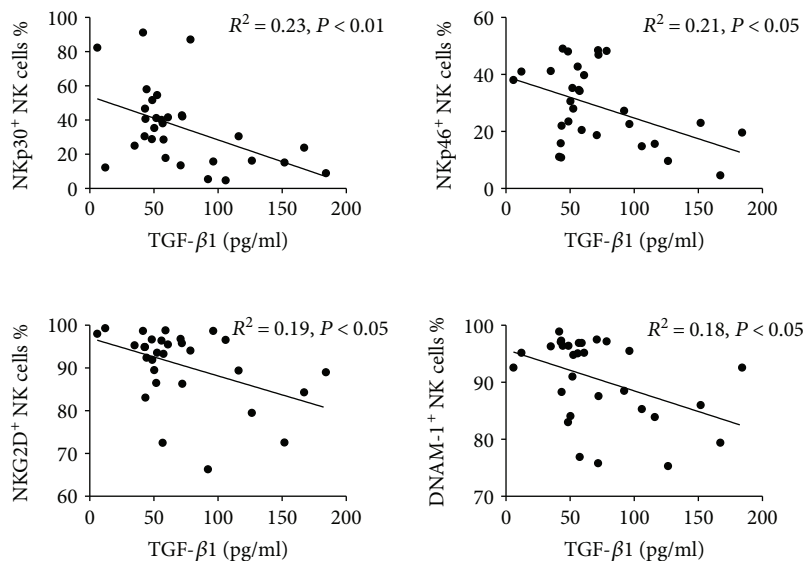 R² = 0.23, P < 0.01
NKp30⁺ NK cells %
100
80
60
40
20
0
0 50 100 150 200
TGF-β1 (pg/ml)
R² = 0.21, P < 0.05
NKp46⁺ NK cells %
60
40
20
0
0 50 100 150 200
TGF-β1 (pg/ml)
R² = 0.19, P < 0.05
NKG2D⁺ NK cells %
100
90
80
70
60
0 50 100 150 200
TGF-β1 (pg/ml)
R² = 0.18, P < 0.05
DNAM-1⁺ NK cells %
100
90
80
70
0 50 100 150 200
TGF-β1 (pg/ml)